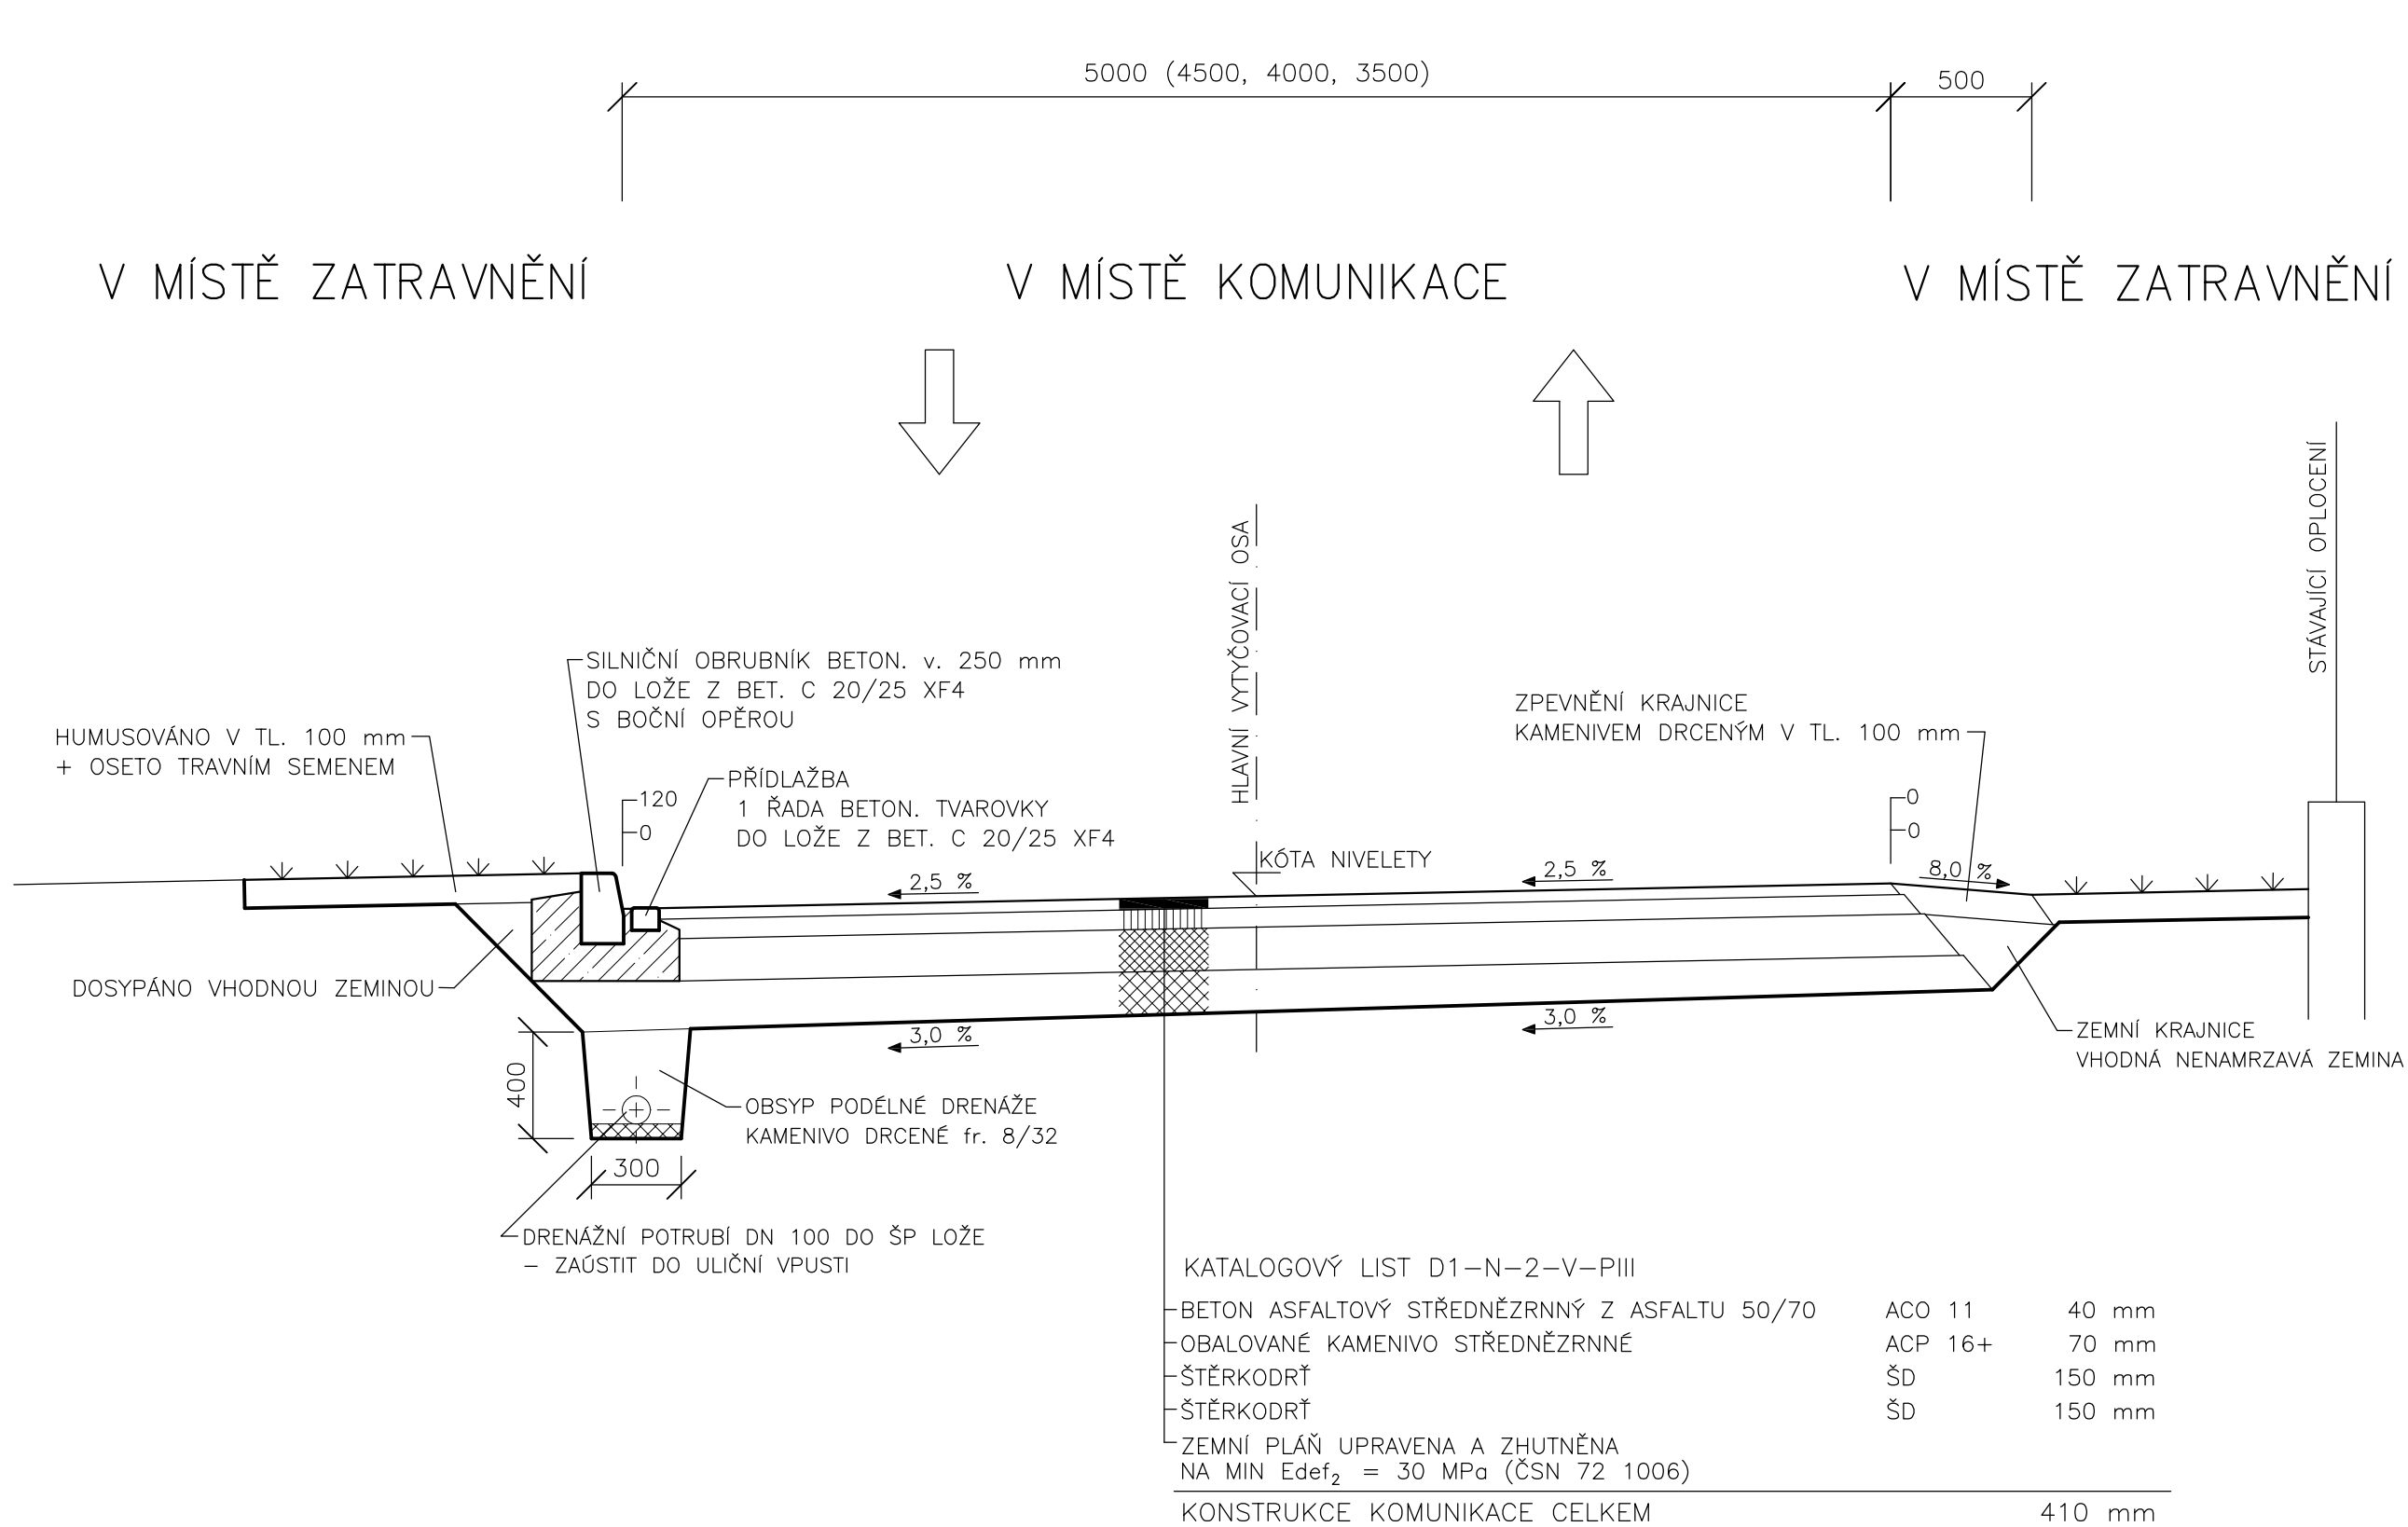 5000 (4500, 4000, 3500)
500
V MÍSTĚ ZATRAVNĚNÍ
V MÍSTĚ KOMUNIKACE
V MÍSTĚ ZATRAVNĚNÍ
HLAVNÍ VYTYČOVACÍ OSA
STÁVAJÍCÍ OPLOCENÍ
SILNIČNÍ OBRUBNÍK BETON. v. 250 mm
DO LOŽE Z BET. C 20/25 XF4
S BOČNÍ OPĚROU
ZPEVNĚNÍ KRAJNICE
KAMENIVEM DRCENÝM V TL. 100 mm
HUMUSOVÁNO V TL. 100 mm
+ OSETO TRAVNÍM SEMENEM
PŘÍDLAŽBA
1 ŘADA BETON. TVAROVKY
DO LOŽE Z BET. C 20/25 XF4
120
0
0
0
KÓTA NIVELETY
2,5 %
2,5 %
8,0 %
DOSYPÁNO VHODNOU ZEMINOU
3,0 %
3,0 %
ZEMNÍ KRAJNICE
VHODNÁ NENAMRZAVÁ ZEMINA
400
OBSYP PODÉLNÉ DRENÁŽE
KAMENIVO DRCENÉ fr. 8/32
300
DRENÁŽNÍ POTRUBÍ DN 100 DO ŠP LOŽE
- ZAÚSTIT DO ULIČNÍ VPUSTI
KATALOGOVÝ LIST D1-N-2-V-PIII
BETON ASFALTOVÝ STŘEDNĚZRNNÝ Z ASFALTU 50/70 ACO 11 40 mm
OBALOVANÉ KAMENIVO STŘEDNĚZRNNÉ ACP 16+ 70 mm
ŠTĚRKODRŤ ŠD 150 mm
ŠTĚRKODRŤ ŠD 150 mm
ZEMNÍ PLÁŇ UPRAVENA A ZHUTNĚNA
NA MIN Edef₂ = 30 MPa (ČSN 72 1006)
KONSTRUKCE KOMUNIKACE CELKEM 410 mm